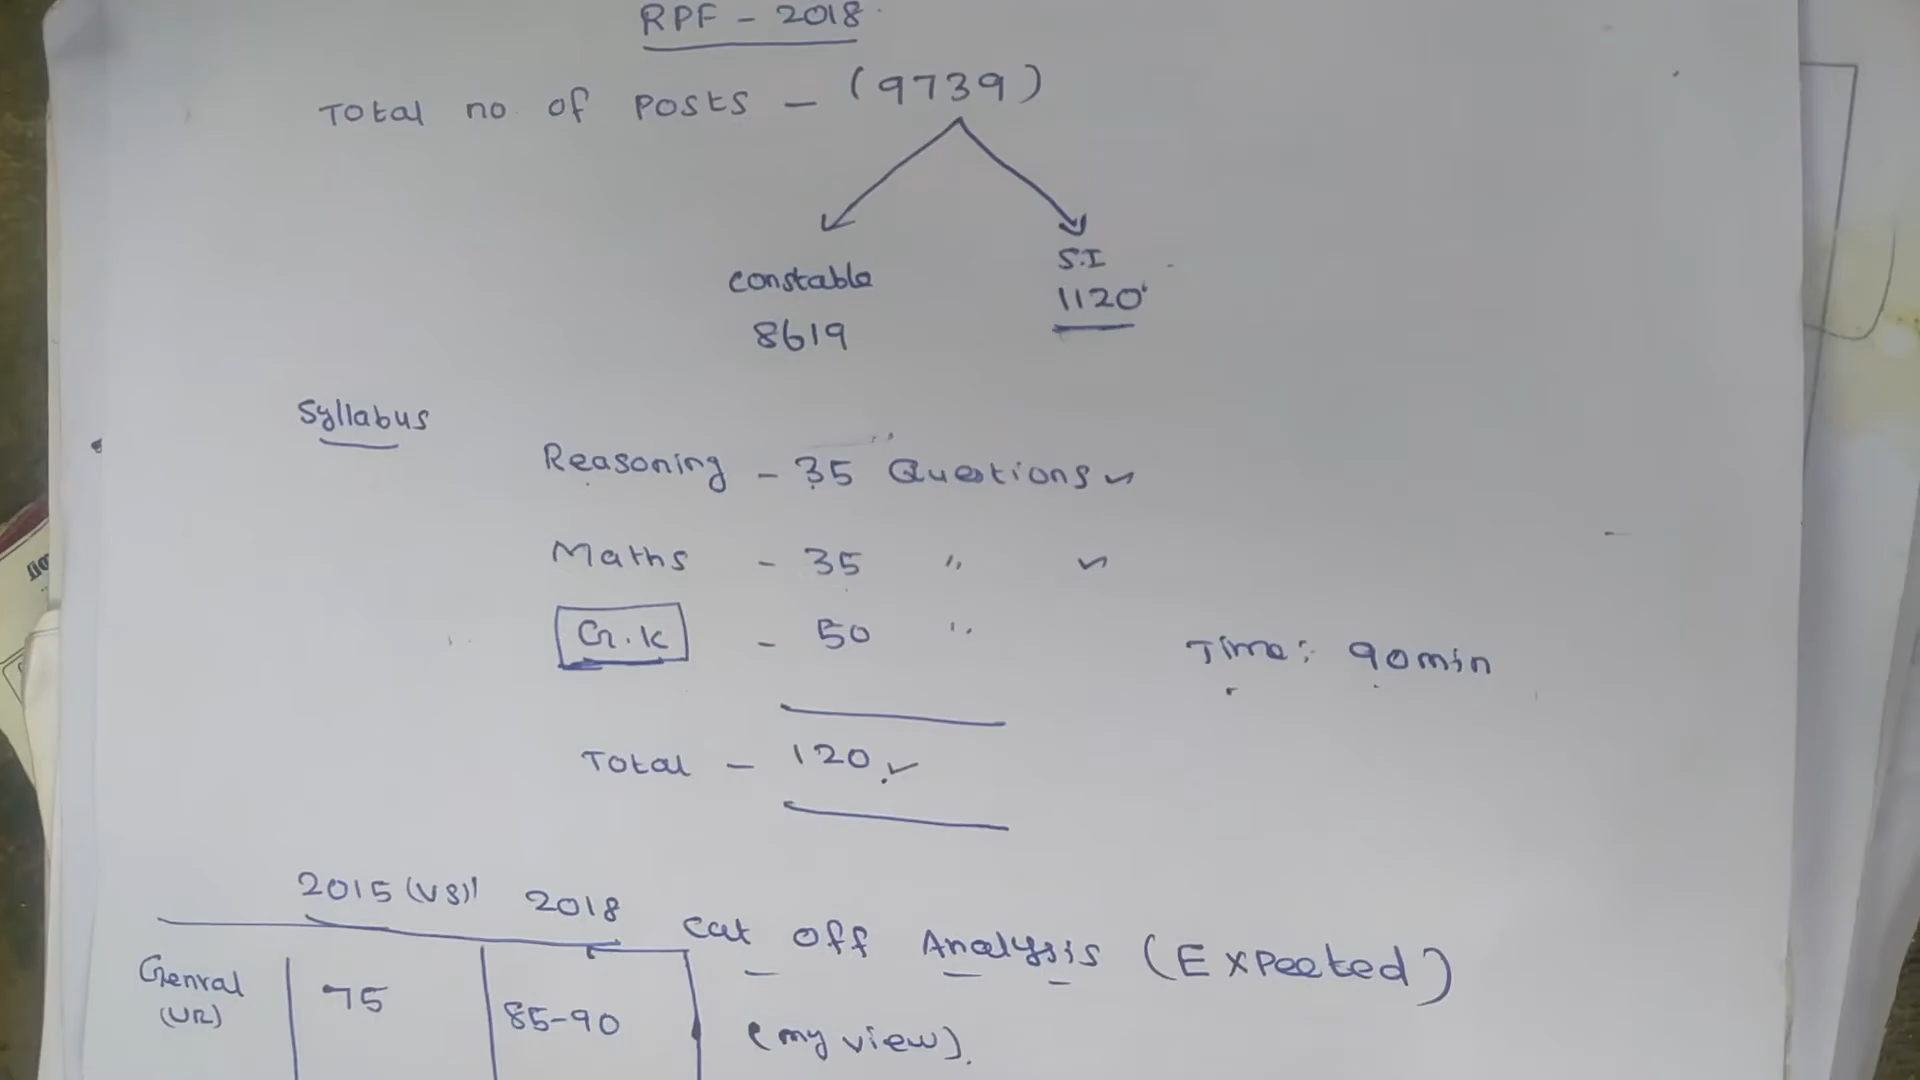 RPF - 2018
Total no of posts - (9739)
constable
8619
S.I
1120
Syllabus
Reasoning - 35 Questions
Maths - 35 "
G.K - 50 "
Time: 90min
Total - 120
2015 (VS) 2018
Cut off Analysis (Expected)
(my view).
Genral (UR) 75 85-90